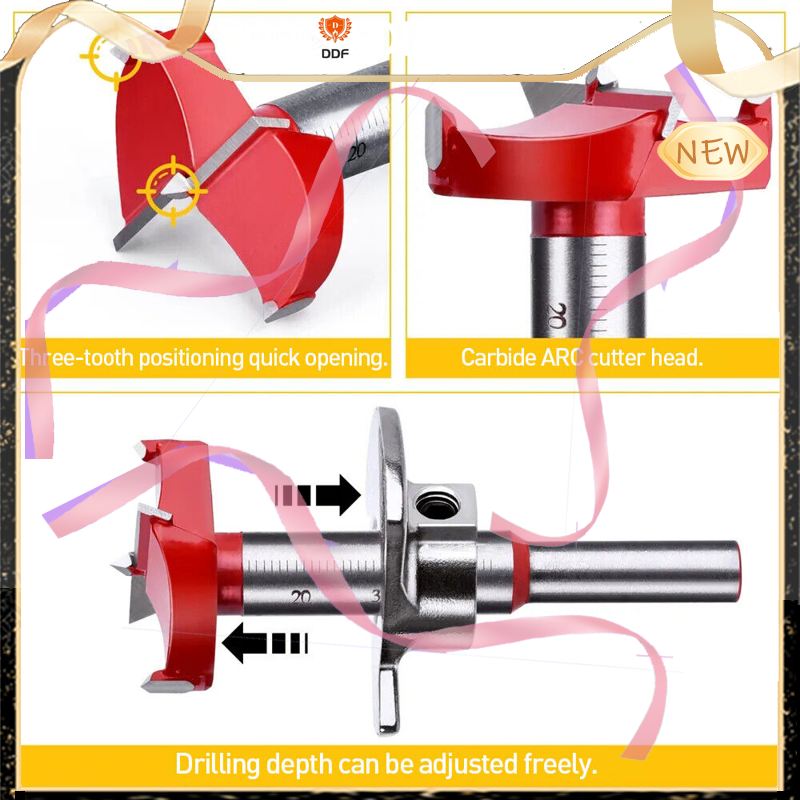 DDF
20
NEW
20
Three-tooth positioning quick opening.
Carbide ARC cutter head.
20
3
Drilling depth can be adjusted freely.